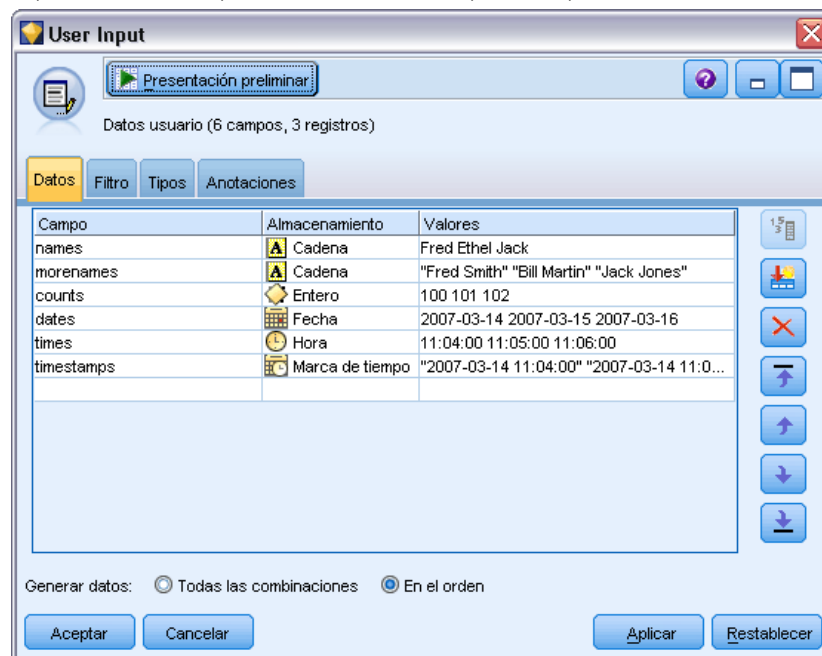 User Input
Presentación preliminar
Datos usuario (6 campos, 3 registros)
Datos Filtro Tipos Anotaciones
Campo Almacenamiento Valores
names A Cadena Fred Ethel Jack
morenames A Cadena "Fred Smith" "Bill Martin" "Jack Jones"
counts Entero 100 101 102
dates Fecha 2007-03-14 2007-03-15 2007-03-16
times Hora 11:04:00 11:05:00 11:06:00
timestamps Marca de tiempo "2007-03-14 11:04:00" "2007-03-14 11:0...
Generar datos: Todas las combinaciones En el orden
Aceptar Cancelar Aplicar Restablecer